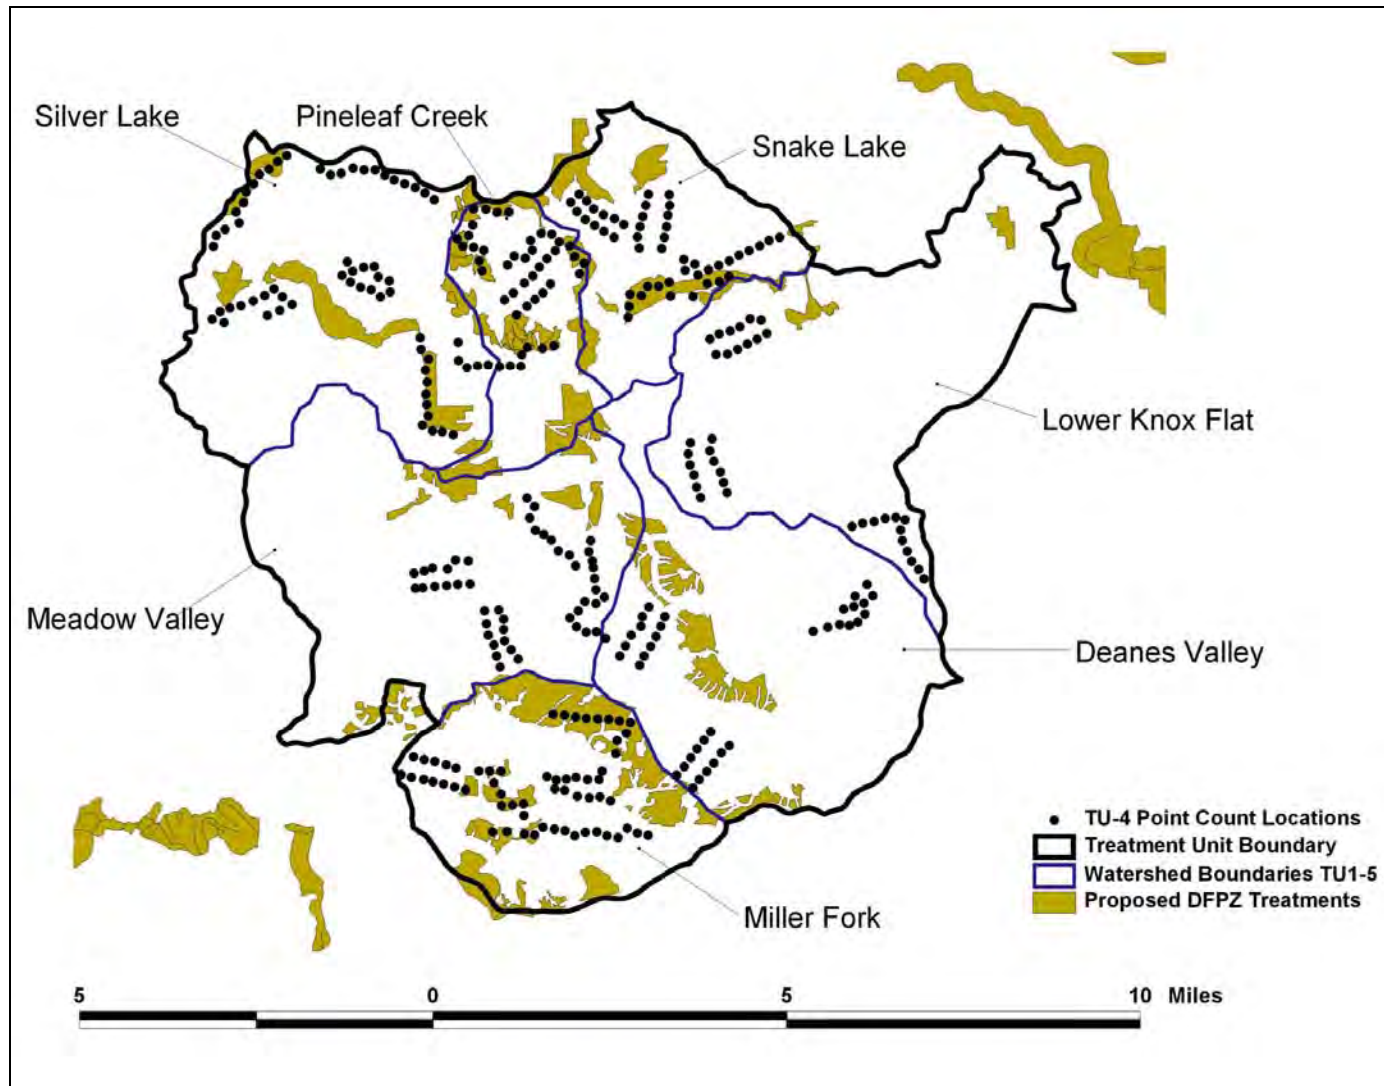 Silver Lake
Pineleaf Creek
Snake Lake
Lower Knox Flat
Meadow Valley
Deanes Valley
Miller Fork
TU-4 Point Count Locations
Treatment Unit Boundary
Watershed Boundaries TU1-5
Proposed DFPZ Treatments
5 0 5 10 Miles